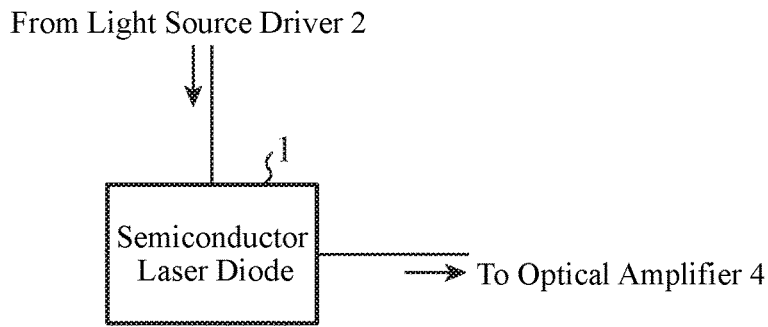 From Light Source Driver 2
1
Semiconductor
Laser Diode
To Optical Amplifier 4